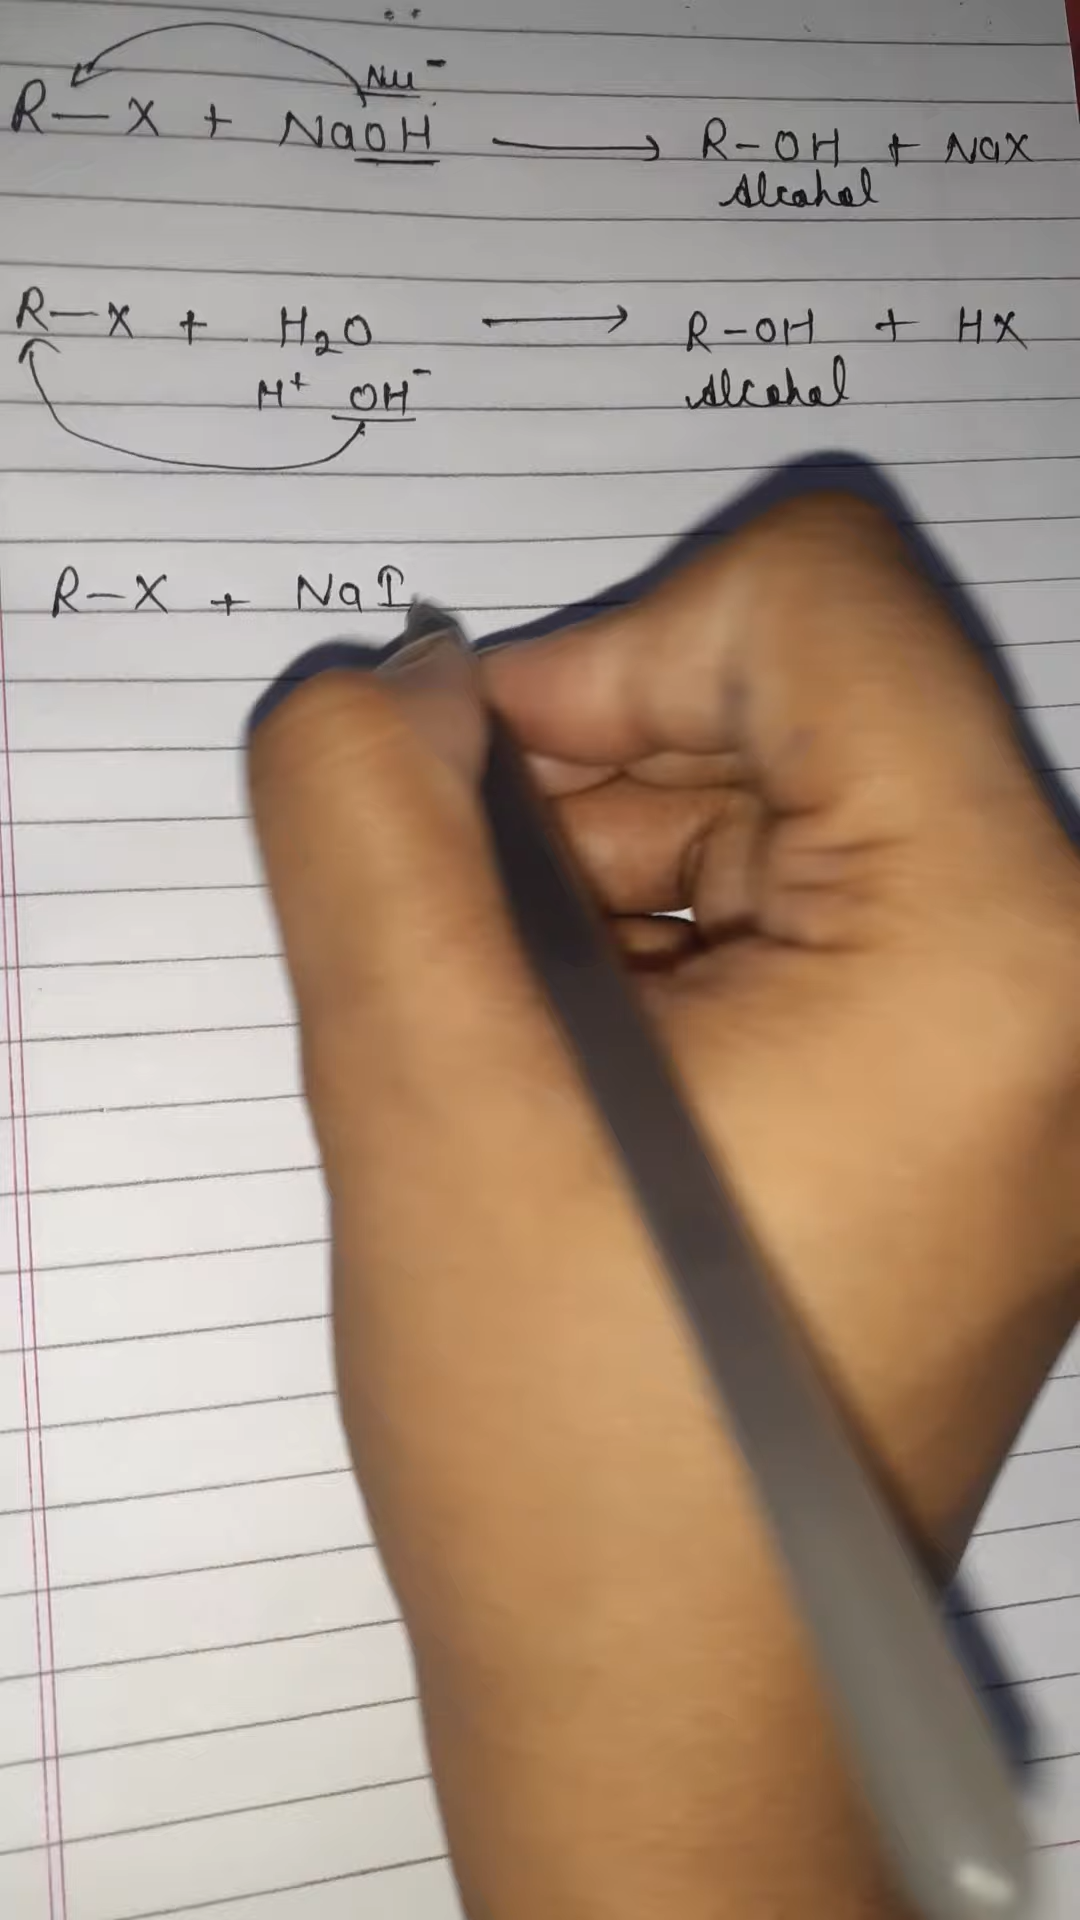 Nu⁻
R—X + NaOH ⟶ R-OH + NaX
Alcohal
R—X + H₂O ⟶ R-OH + HX
H⁺ OH⁻ Alcohal
R-X + NaI